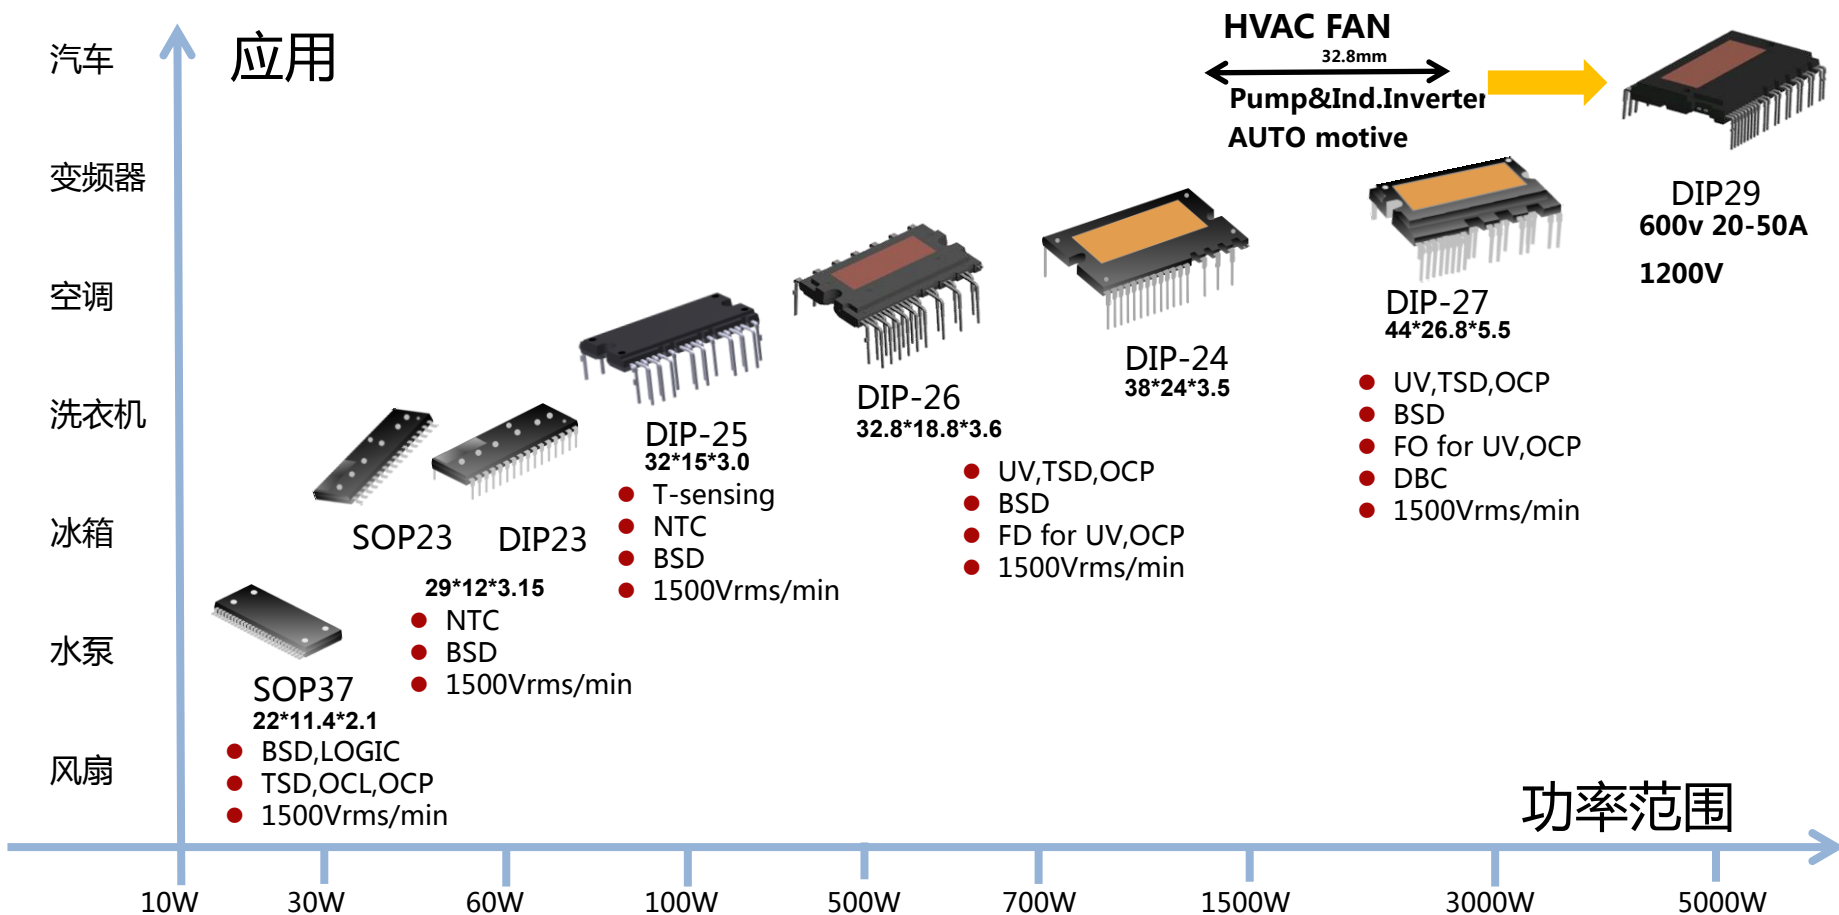 应用
汽车
变频器
空调
洗衣机
冰箱
水泵
风扇
HVAC FAN
32.8mm
Pump&Ind.Inverter
AUTO motive
DIP29
600v 20-50A
1200V
DIP-27
44*26.8*5.5
UV,TSD,OCP
BSD
FO for UV,OCP
DBC
1500Vrms/min
DIP-24
38*24*3.5
DIP-26
32.8*18.8*3.6
UV,TSD,OCP
BSD
FD for UV,OCP
1500Vrms/min
DIP-25
32*15*3.0
T-sensing
NTC
BSD
1500Vrms/min
SOP23
DIP23
29*12*3.15
NTC
BSD
1500Vrms/min
SOP37
22*11.4*2.1
BSD,LOGIC
TSD,OCL,OCP
1500Vrms/min
功率范围
10W 30W 60W 100W 500W 700W 1500W 3000W 5000W